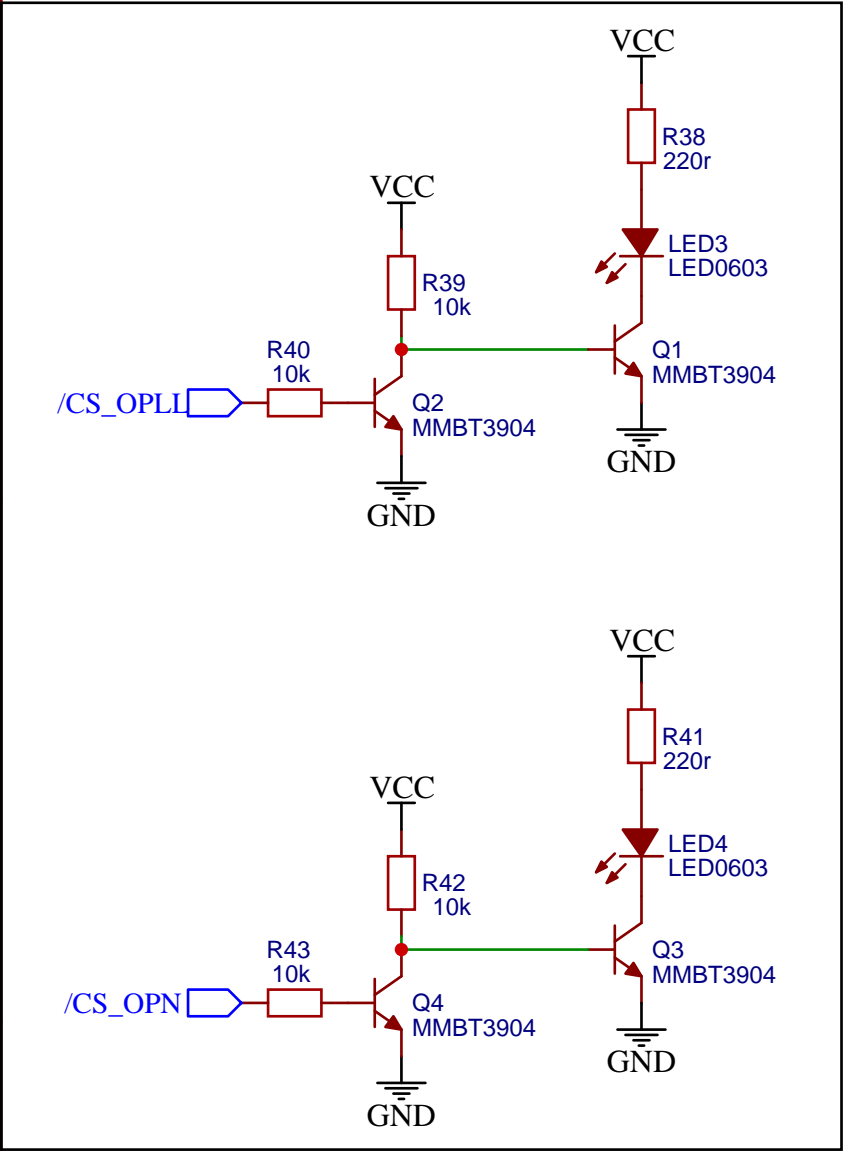 VCC
R38
220r
LED3
LED0603
VCC
R39
10k
R40
10k
/CS_OPLL
Q2
MMBT3904
Q1
MMBT3904
GND
GND
VCC
R41
220r
LED4
LED0603
VCC
R42
10k
R43
10k
/CS_OPN
Q4
MMBT3904
Q3
MMBT3904
GND
GND